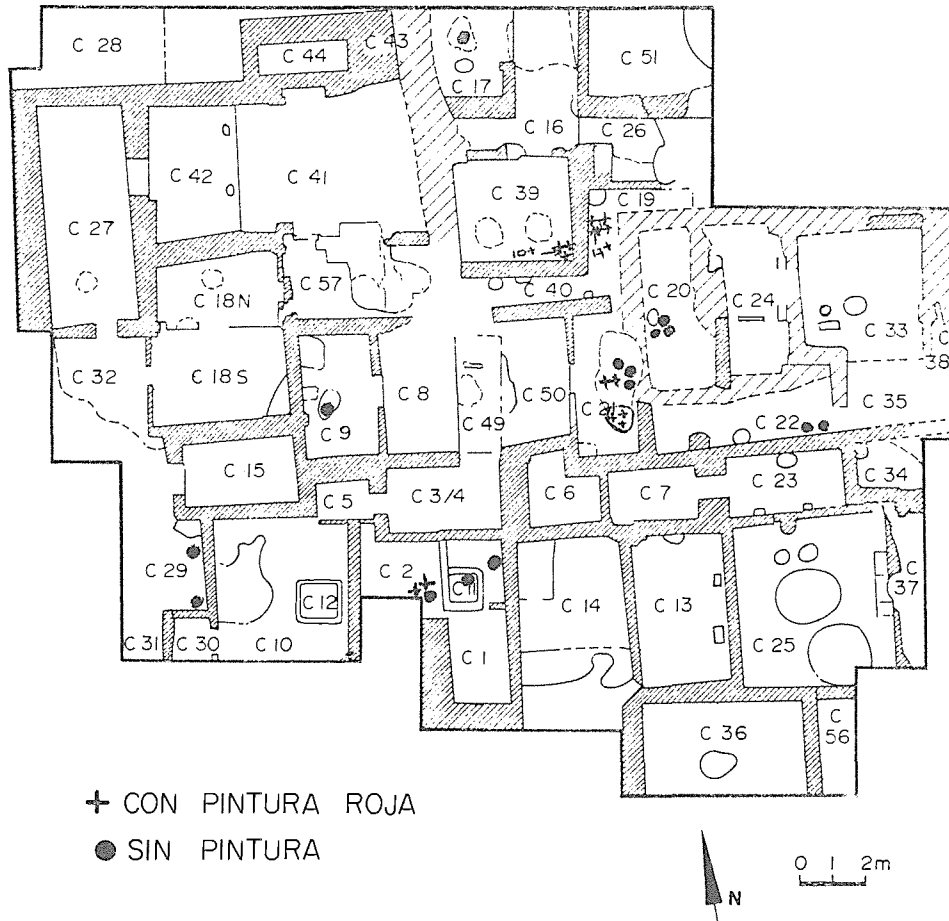 C 28
C 44
C 43
C 17
C 51
C 16
C 26
C 42
C 41
C 39
C 19
C 27
10+
14+
C 57
C 40
C 20
C 24
C 18N
C 33
C 38
C 32
C 18S
C 8
C 50
C 9
C 49
C 21
C 22
C 35
C 15
C 5
C 3/4
C 6
C 7
C 23
C 34
C 29
C 2
C 11
C 37
C 12
C 14
C 13
C 31
C 30
C 10
C 1
C 25
C 36
C 56
CON PINTURA ROJA
SIN PINTURA
N
0 1 2m